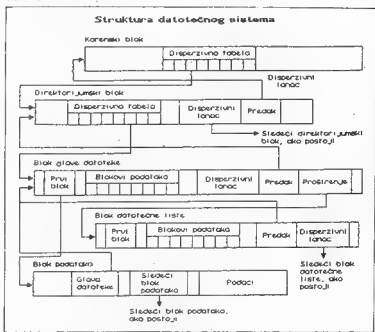 Struktura datotečnog sistema
Korenski blok
Disperzivna tabela
Disperzivni
lanac
Direktorijumski blok
Disperzivna tabela
Disperzivni
lanac
Predak
Sledeći direktorijumski
blok, ako postoji
Blok glave datoteke
Prvi
blok
Blokovi podataka
Disperzivni
lanac
Predak
Proširenje
Blok datotečne liste
Prvi
blok
Blokovi podataka
Predak
Disperzivni
lanac
Blok podataka
Glava
datoteke
Sledeći
blok
podataka
Podaci
Sledeći
blok
datotečne
liste, ako
postoji
Sledeći blok podataka,
ako postoji